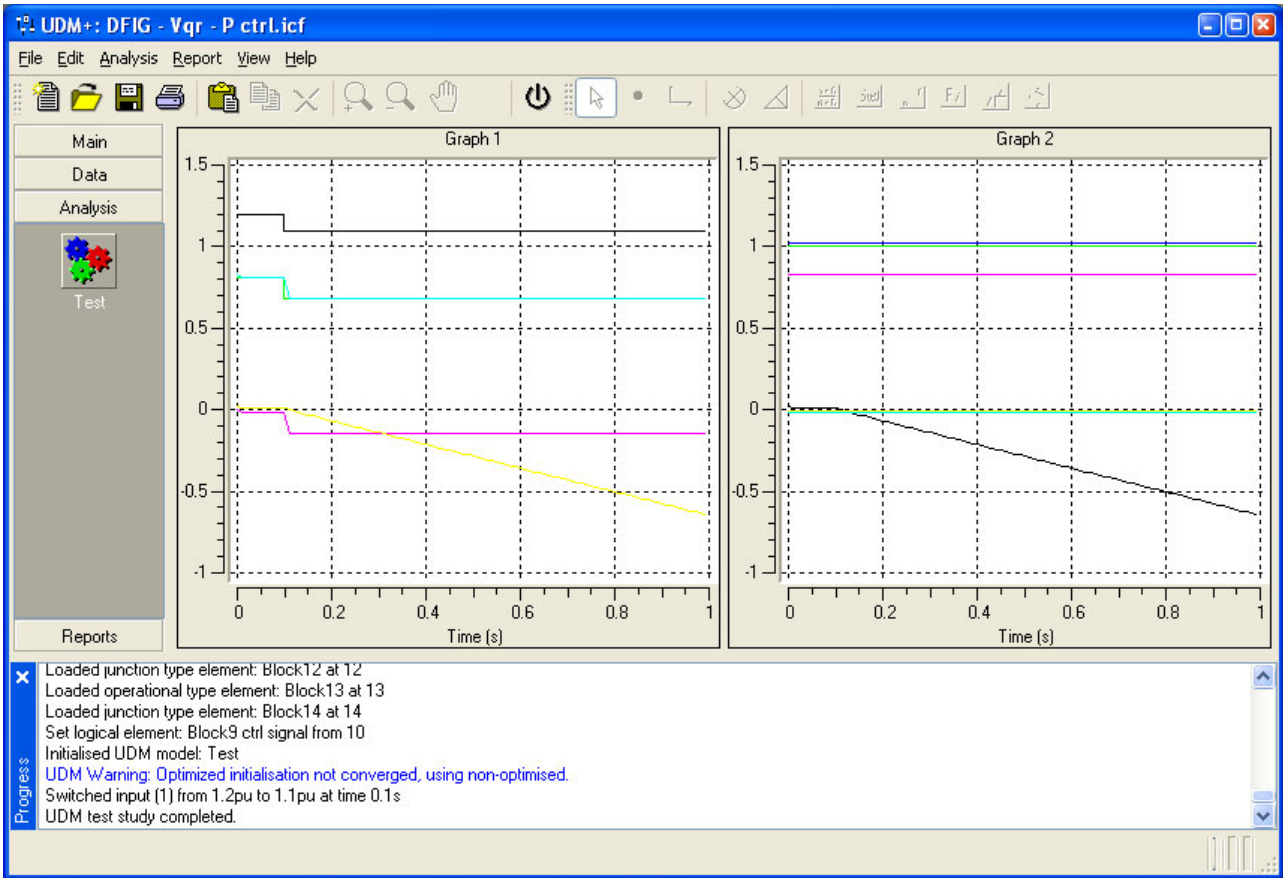 UDM+: DFIG - Vqr - P ctrl.icf
File Edit Analysis Report View Help
Main
Data
Analysis
Test
Reports
Graph 1
1.5
1
0.5
0
-0.5
-1
0 0.2 0.4 0.6 0.8 1
Time (s)
Graph 2
1.5
1
0.5
0
-0.5
-1
0 0.2 0.4 0.6 0.8 1
Time (s)
Progress
Loaded junction type element: Block12 at 12
Loaded operational type element: Block13 at 13
Loaded junction type element: Block14 at 14
Set logical element: Block9 ctrl signal from 10
Initialised UDM model: Test
UDM Warning: Optimized initialisation not converged, using non-optimised.
Switched input (1) from 1.2pu to 1.1pu at time 0.1s
UDM test study completed.